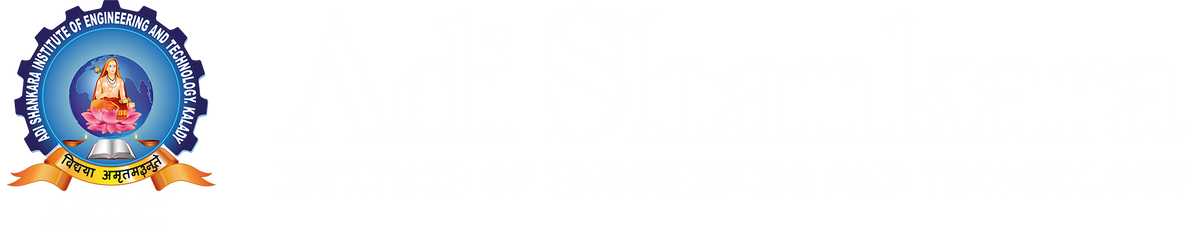 ADI SHANKARA INSTITUTE OF ENGINEERING AND TECHNOLOGY, KALADY
विद्यया अमृतमश्नुते